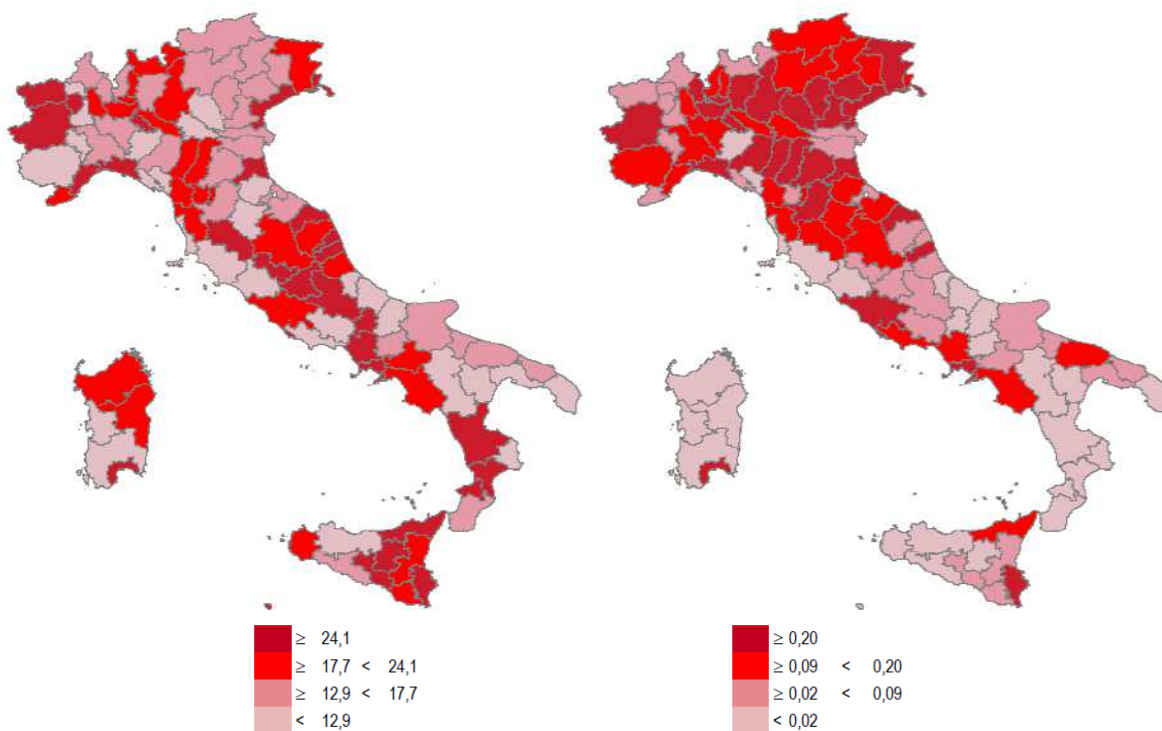 ≥ 24,1
≥ 17,7 < 24,1
≥ 12,9 < 17,7
< 12,9
≥ 0,20
≥ 0,09 < 0,20
≥ 0,02 < 0,09
< 0,02